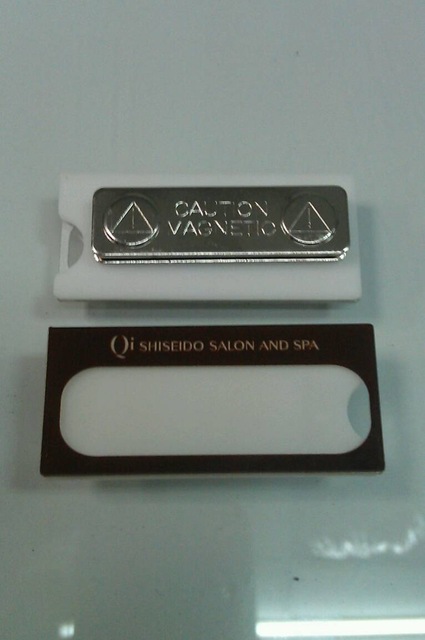 CAUTION
MAGNETIC
Qi SHISEIDO SALON AND SPA